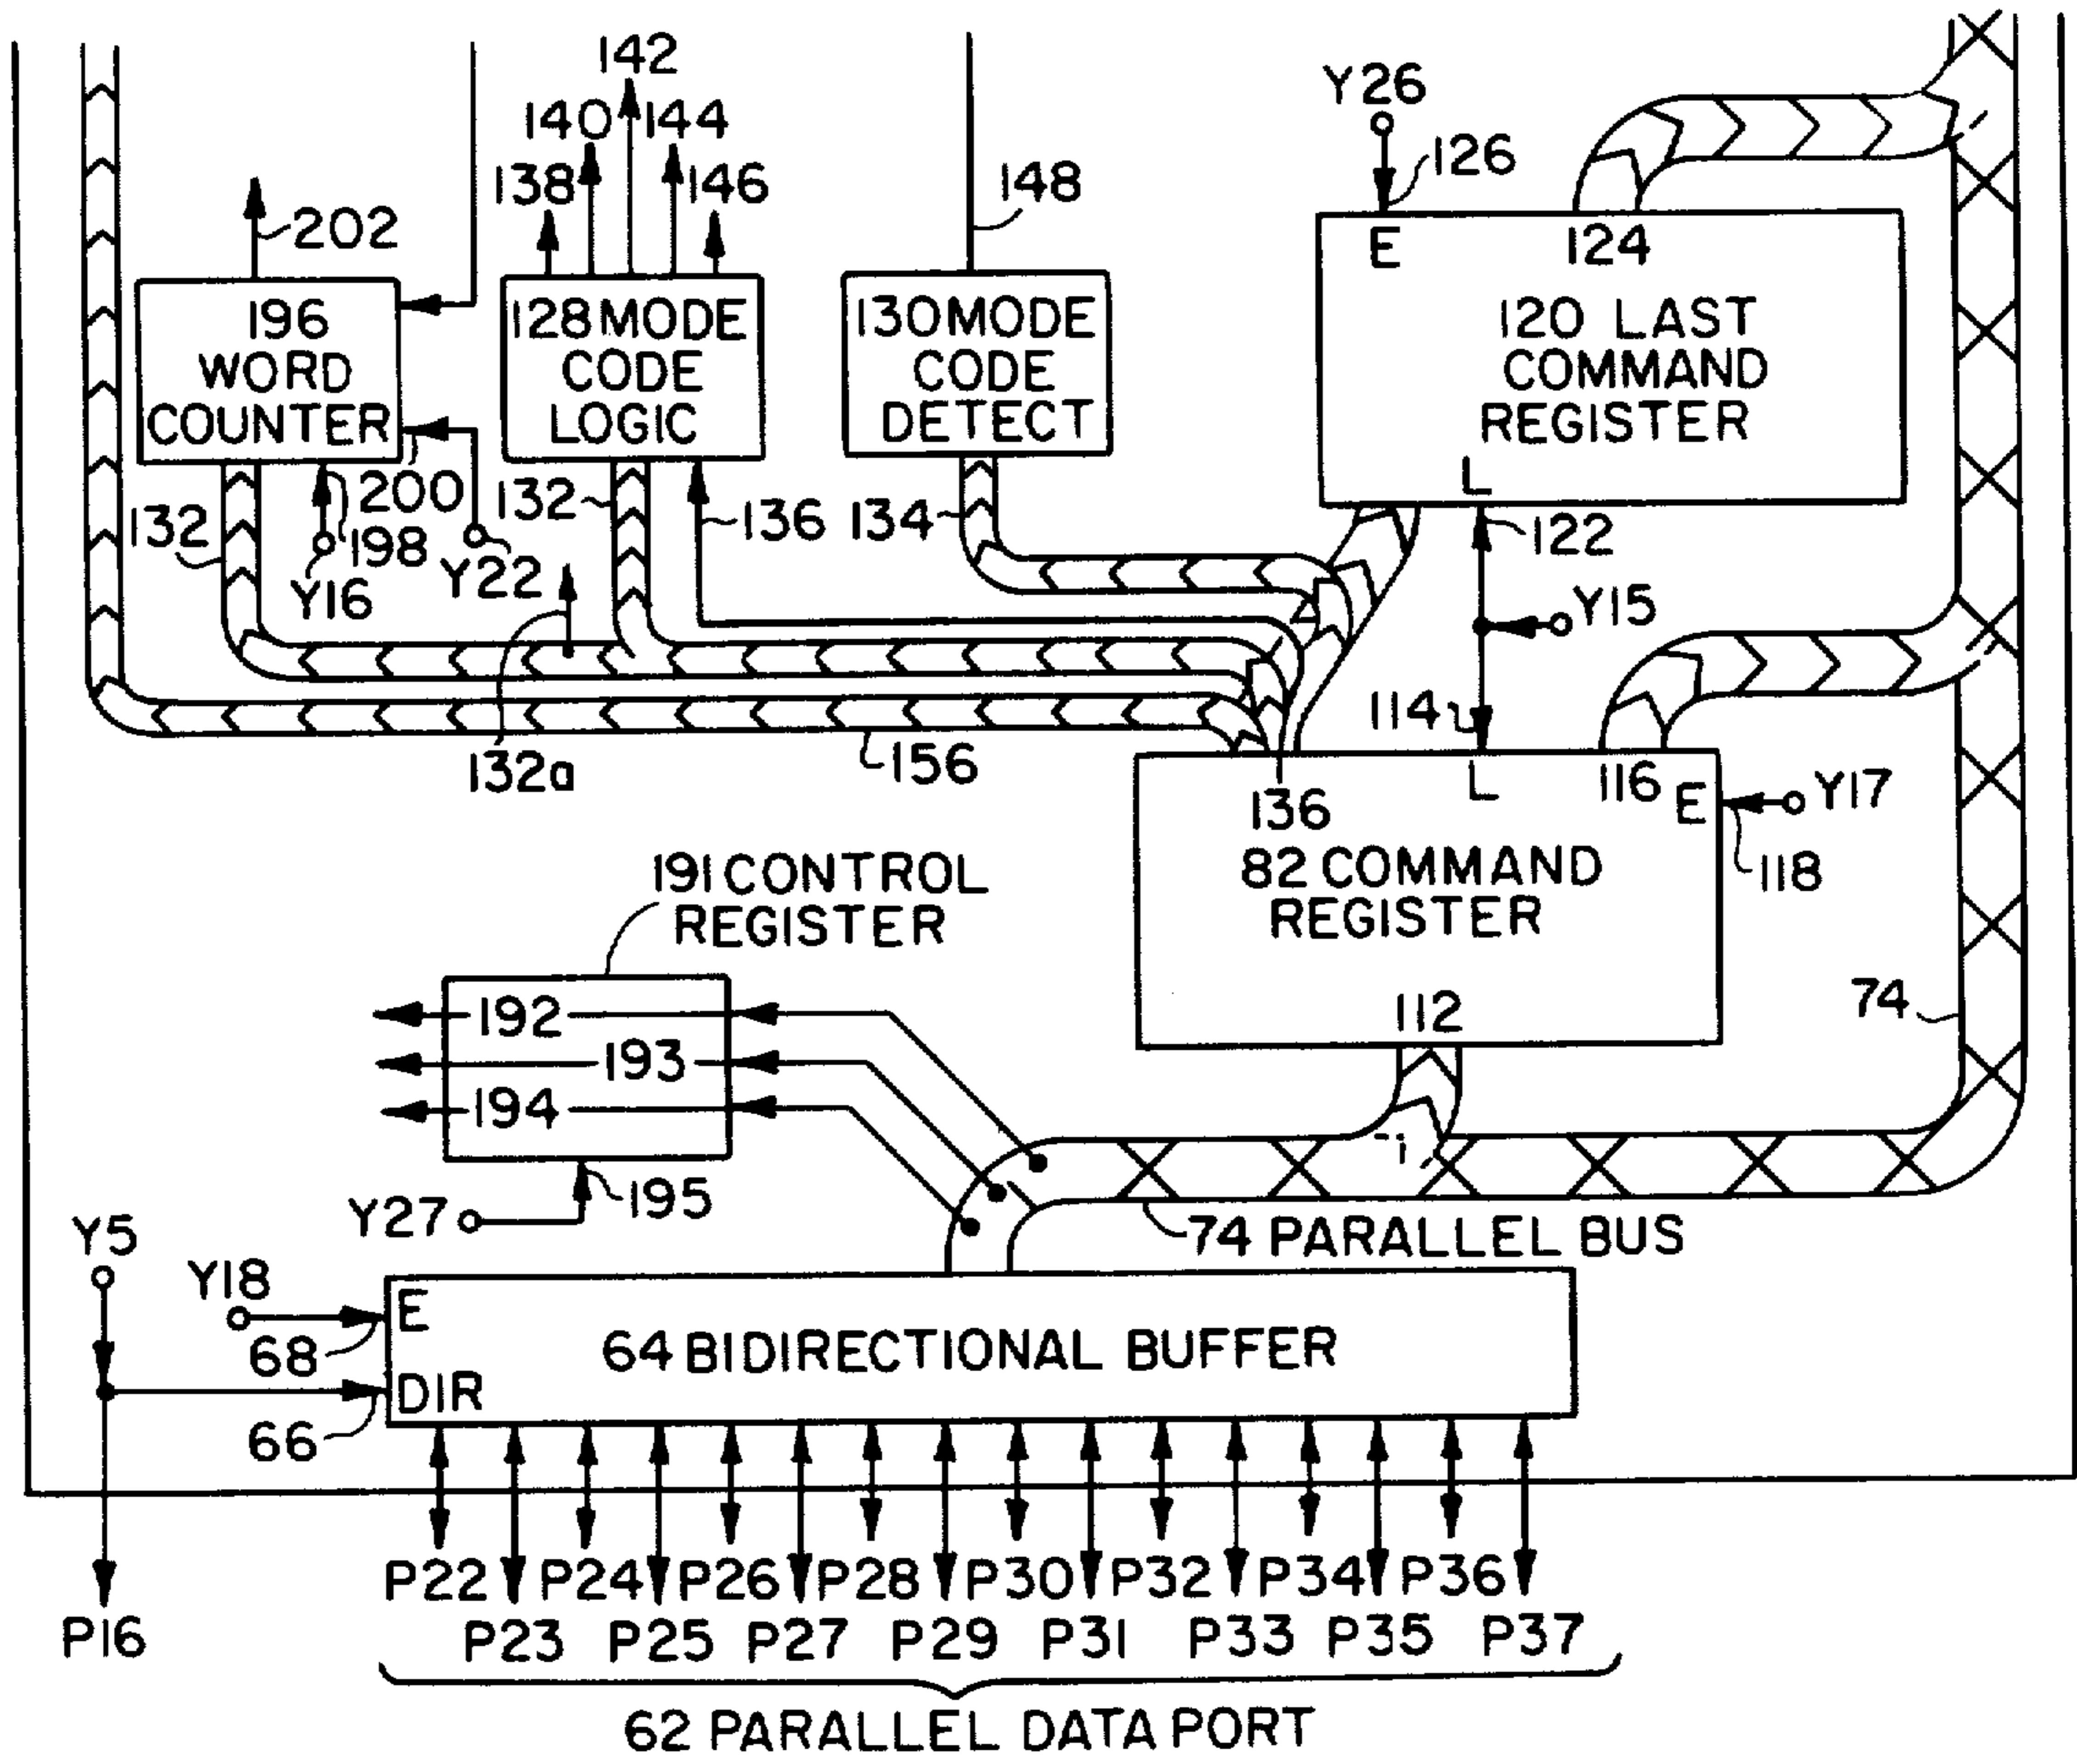 142
140 144
138 146
148
Y26
126
202
E 124
196
WORD
COUNTER
128 MODE
CODE
LOGIC
130 MODE
CODE
DETECT
120 LAST
COMMAND
REGISTER
L
132
200
198
Y16
Y22
132
136
134
122
Y15
114
132a
156
136
L
116
E
Y17
118
82 COMMAND
REGISTER
112
74
191 CONTROL
REGISTER
192
193
194
195
Y27
74 PARALLEL BUS
Y5
Y18
68
66
E
DIR
64 BIDIRECTIONAL BUFFER
P22 P24 P26 P28 P30 P32 P34 P36
P16 P23 P25 P27 P29 P31 P33 P35 P37
62 PARALLEL DATA PORT